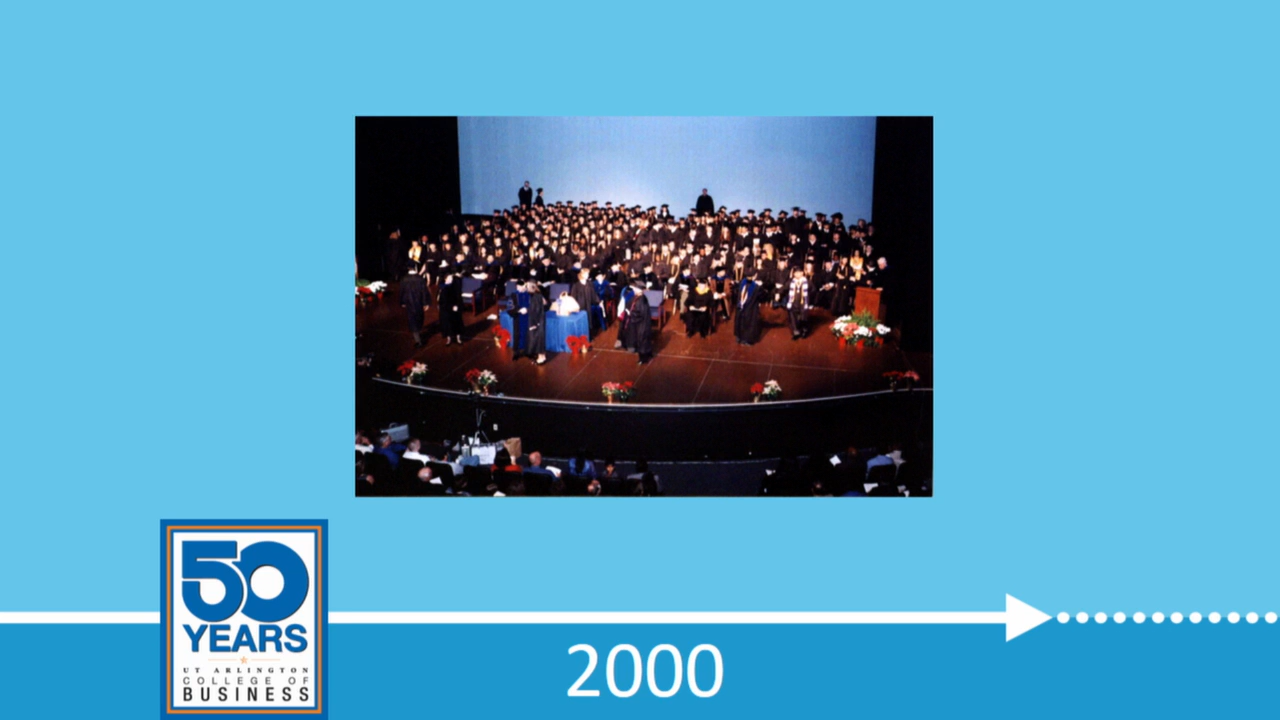 50
YEARS
UT ARLINGTON
COLLEGE OF
BUSINESS
2000